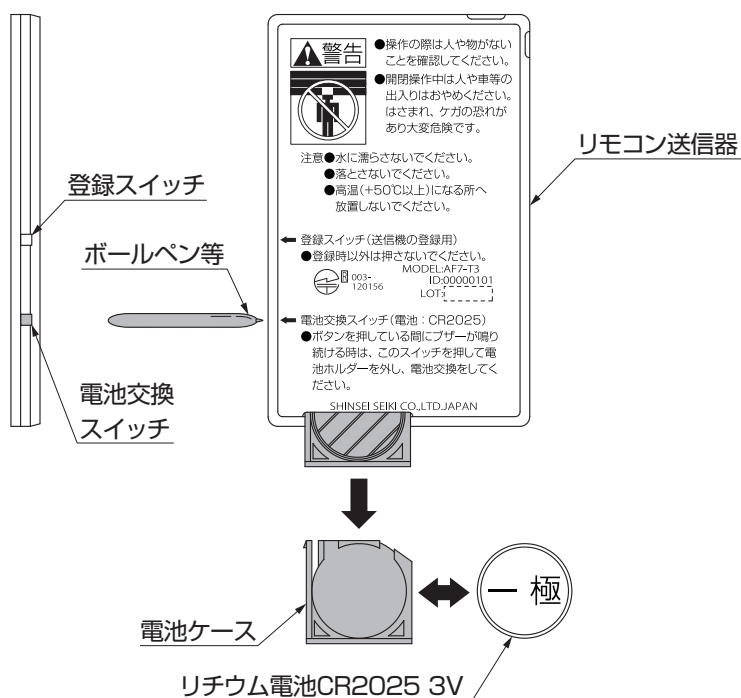 警告
●操作の際は人や物がない
ことを確認してください。
●開閉操作中は人や車等の
出入りはおやめください。
はさまれ、ケガの恐れが
あり大変危険です。
注意●水に濡らさないでください。
●落とさないでください。
●高温(+50℃以上)になる所へ
放置しないでください。
リモコン送信器
登録スイッチ
← 登録スイッチ(送信機の登録用)
●登録時以外は押さないでください。
R 003-
120156
MODEL:AF7-T3
ID:00000101
LOT:
ボールペン等
← 電池交換スイッチ(電池:CR2025)
●ボタンを押している間にブザーが鳴り
続ける時は、このスイッチを押して電
池ホルダーを外し、電池交換をしてく
ださい。
SHINSEI SEIKI CO.,LTD.JAPAN
電池交換
スイッチ
一 極
電池ケース
リチウム電池CR2025 3V